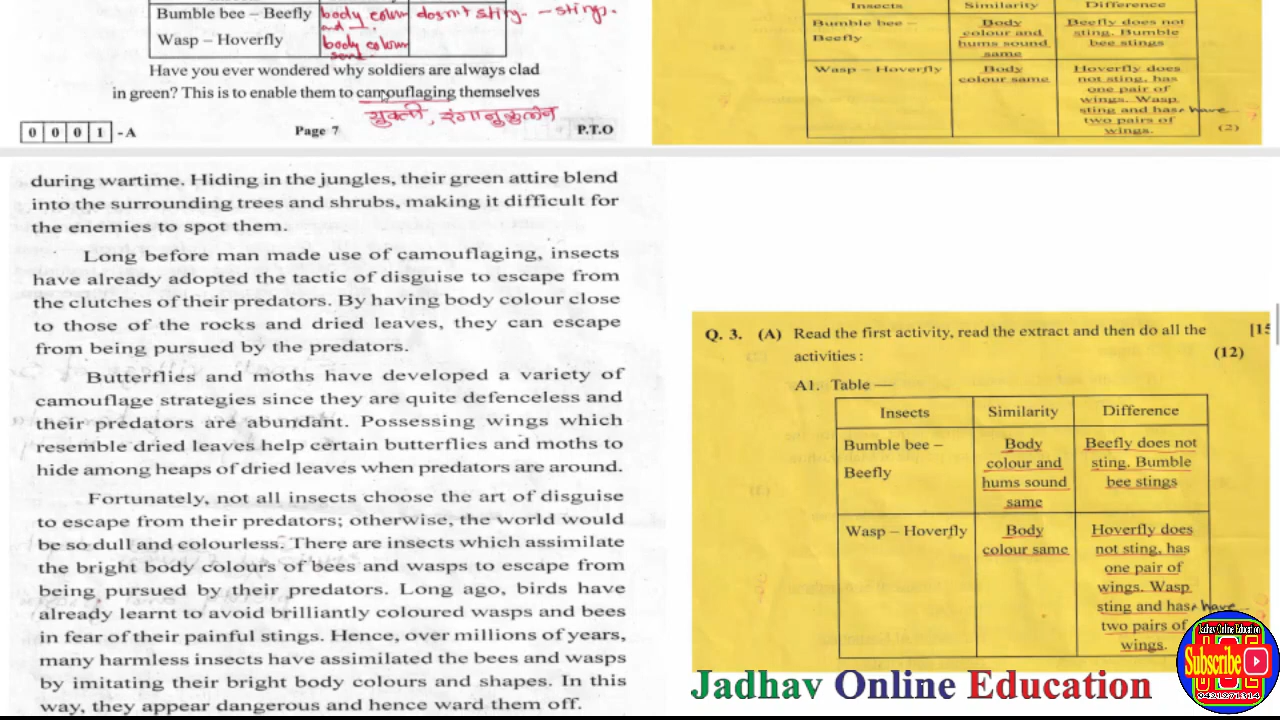 Bumble bee – Beefly body colour doesn't sting. – stings.
and
Wasp – Hoverfly body colour
Have you ever wondered why soldiers are always clad
in green? This is to enable them to camouflaging themselves
युक्ती, रंगानुकुलन
0 0 0 1 - A Page 7 P.T.O
during wartime. Hiding in the jungles, their green attire blend
into the surrounding trees and shrubs, making it difficult for
the enemies to spot them.
Long before man made use of camouflaging, insects
have already adopted the tactic of disguise to escape from
the clutches of their predators. By having body colour close
to those of the rocks and dried leaves, they can escape
from being pursued by the predators.
Butterflies and moths have developed a variety of
camouflage strategies since they are quite defenceless and
their predators are abundant. Possessing wings which
resemble dried leaves help certain butterflies and moths to
hide among heaps of dried leaves when predators are around.
Fortunately, not all insects choose the art of disguise
to escape from their predators; otherwise, the world would
be so dull and colourless. There are insects which assimilate
the bright body colours of bees and wasps to escape from
being pursued by their predators. Long ago, birds have
already learnt to avoid brilliantly coloured wasps and bees
in fear of their painful stings. Hence, over millions of years,
many harmless insects have assimilated the bees and wasps
by imitating their bright body colours and shapes. In this
way, they appear dangerous and hence ward them off.
Insects Similarity Difference
Bumble bee –
Beefly
Body
colour and
hums sound
same
Beefly does not
sting. Bumble
bee stings
Wasp – Hoverfly
Body
colour same
Hoverfly does
not sting, has
one pair of
wings. Wasp
sting and has have
two pairs of
wings.
(2)
Q. 3. (A) Read the first activity, read the extract and then do all the [15
activities : (12)
A1. Table —
Insects Similarity Difference
Bumble bee –
Beefly
Body
colour and
hums sound
same
Beefly does not
sting. Bumble
bee stings
Wasp – Hoverfly
Body
colour same
Hoverfly does
not sting, has
one pair of
wings. Wasp
sting and has have
two pairs of
wings.
Jadhav Online Education
Jadhav Online Education
Subscribe
9421271314